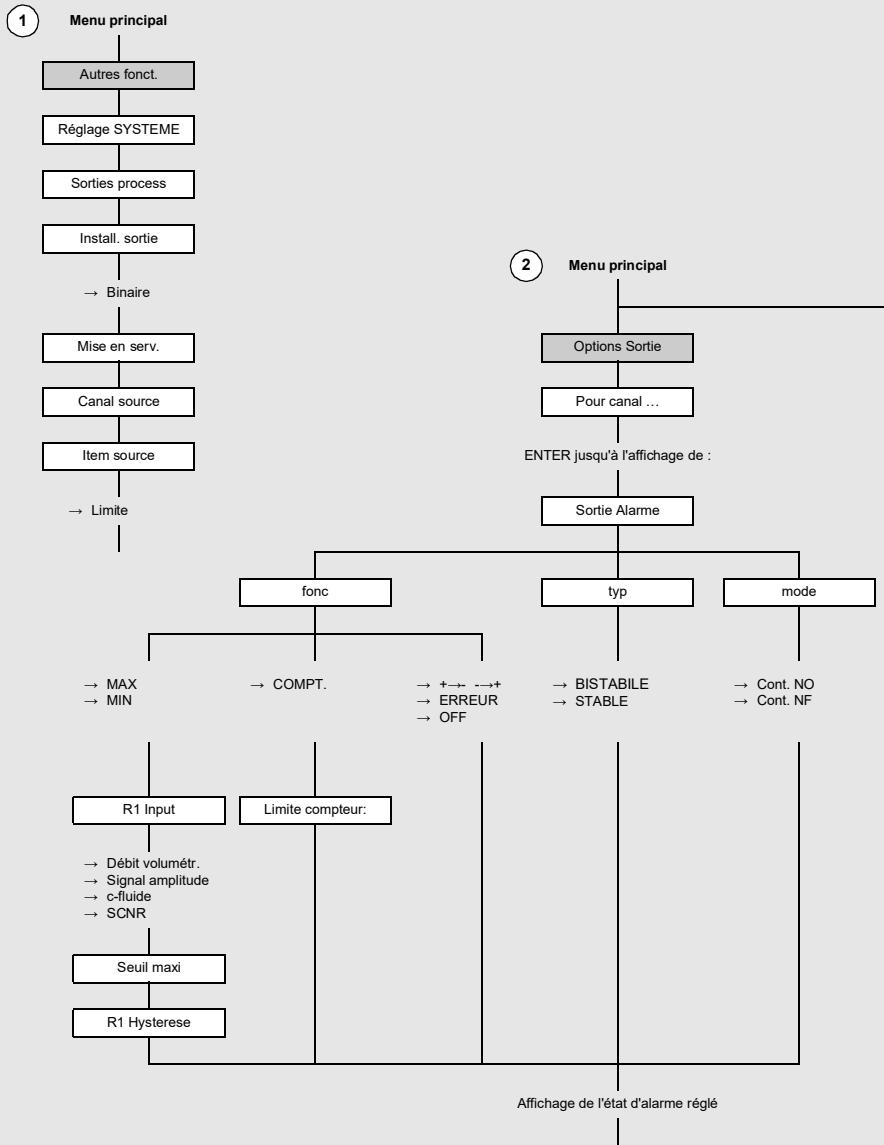 1
Menu principal
Autres fonct.
Réglage SYSTEME
Sorties process
Install. sortie
→ Binaire
Mise en serv.
Canal source
Item source
→ Limite
2
Menu principal
Options Sortie
Pour canal …
ENTER jusqu'à l'affichage de :
Sortie Alarme
fonc
typ
mode
→ MAX
→ MIN
→ COMPT.
→ +→- -→+
→ ERREUR
→ OFF
→ BISTABILE
→ STABLE
→ Cont. NO
→ Cont. NF
R1 Input
Limite compteur:
→ Débit volumétr.
→ Signal amplitude
→ c-fluide
→ SCNR
Seuil maxi
R1 Hysterese
Affichage de l'état d'alarme réglé